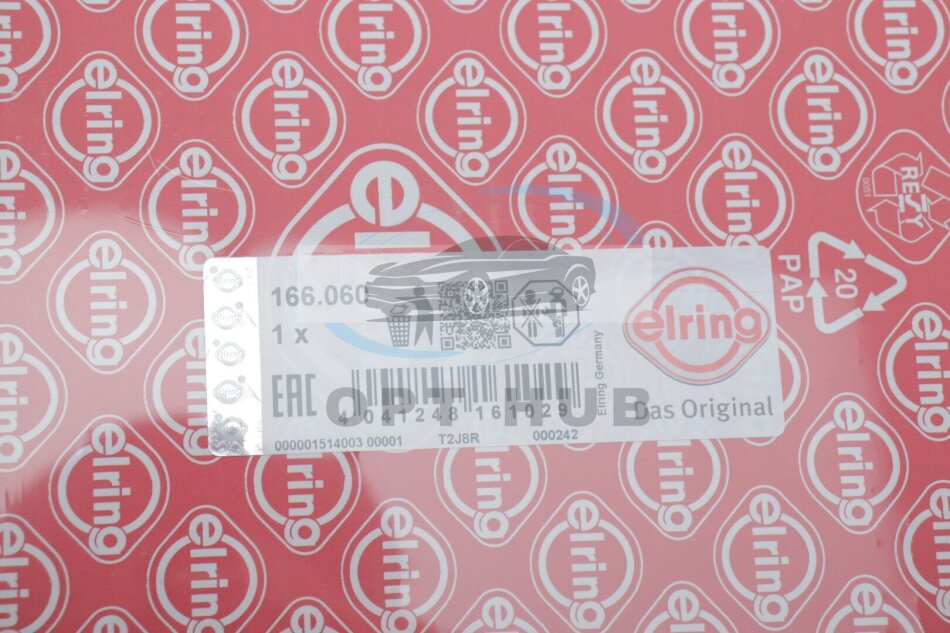 elring
166.060
1 x
elring
Elring Germany
EAC
4 041248 161029
OPT HUB
Das Original
000001514003 00001 T2J8R 000242
RESY
20
PAP